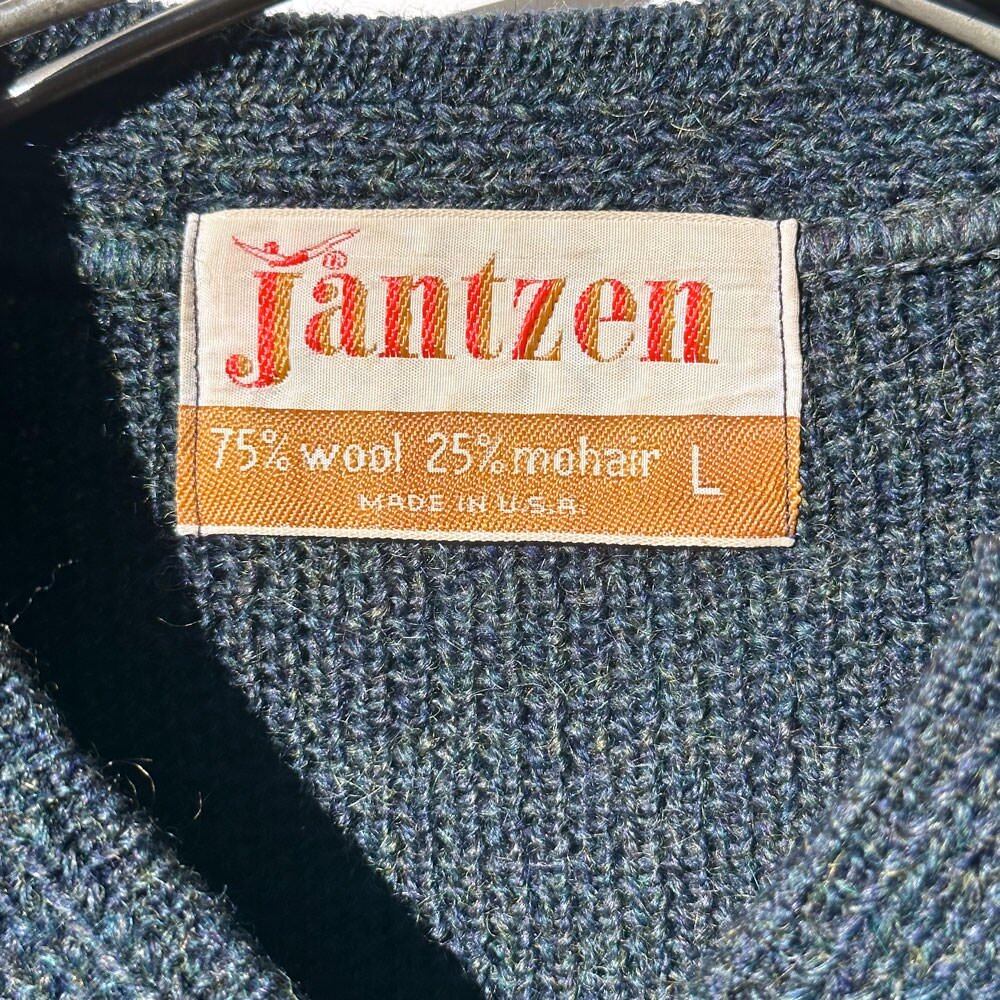 Jantzen
75% wool 25% mohair L
MADE IN U.S.A.